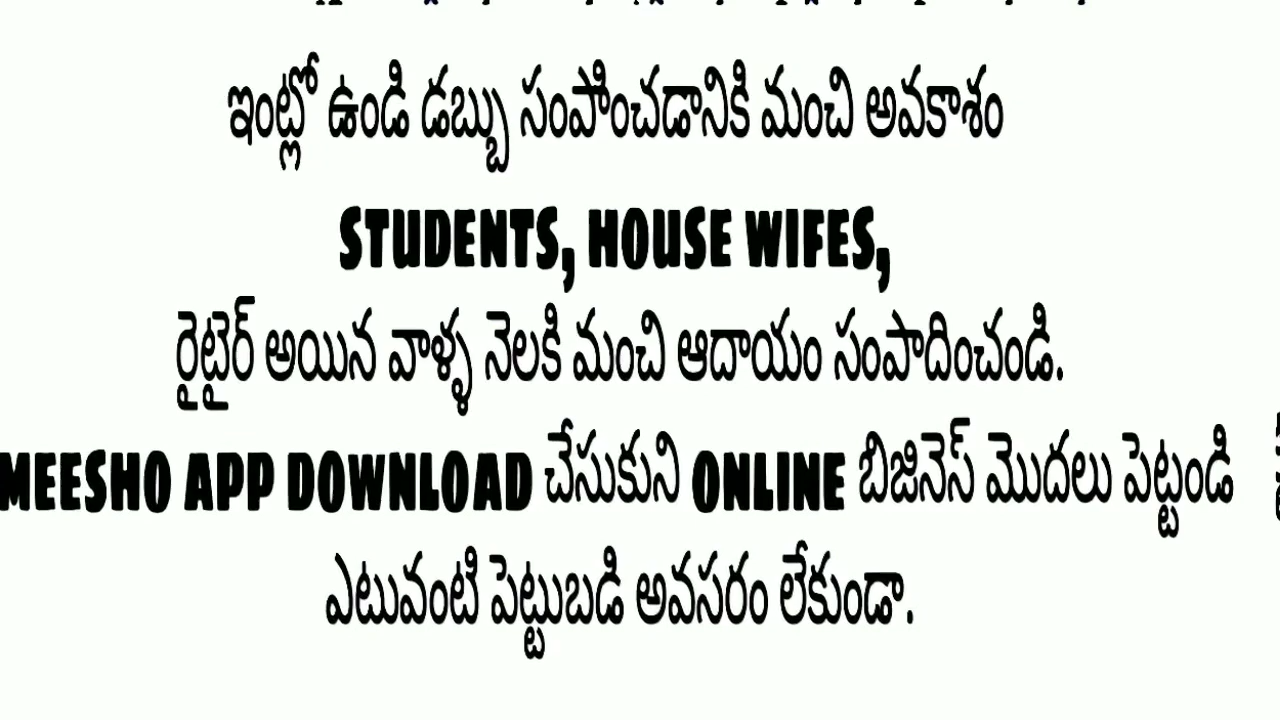 ఇంట్లో ఉండి డబ్బు సంపాించడానికి మంచి అవకాశం
STUDENTS, HOUSE WIFES,
రైటైర్ అయిన వాళ్ళ నెలకి మంచి ఆదాయం సంపాదించండి.
MEESHO APP DOWNLOAD చేసుకుని ONLINE బిజినెస్ మొదలు పెట్టండి
ఎటువంటి పెట్టుబడి అవసరం లేకుండా.